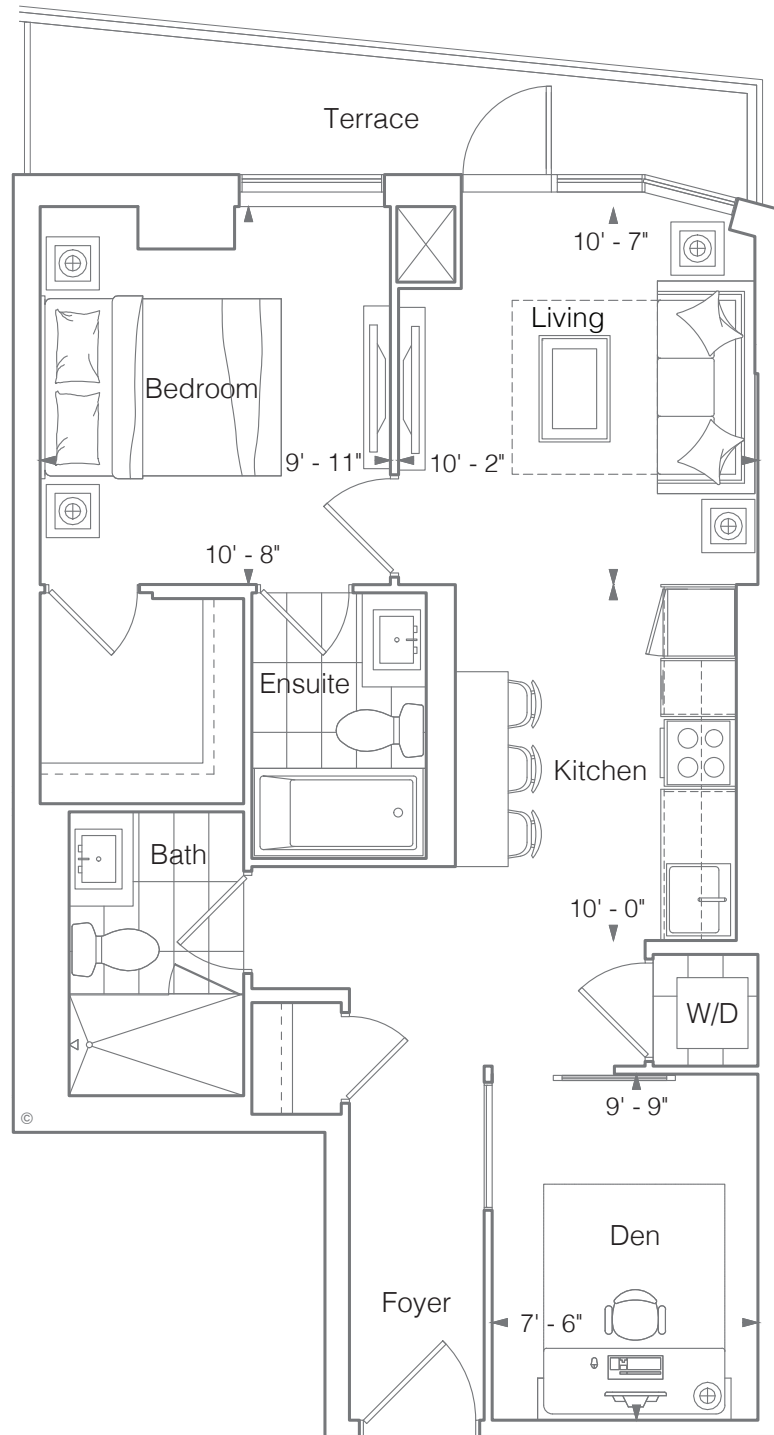 Terrace
10' - 7"
Living
Bedroom
9' - 11"
10' - 2"
10' - 8"
Ensuite
Kitchen
Bath
10' - 0"
W/D
9' - 9"
©
Den
Foyer
7' - 6"